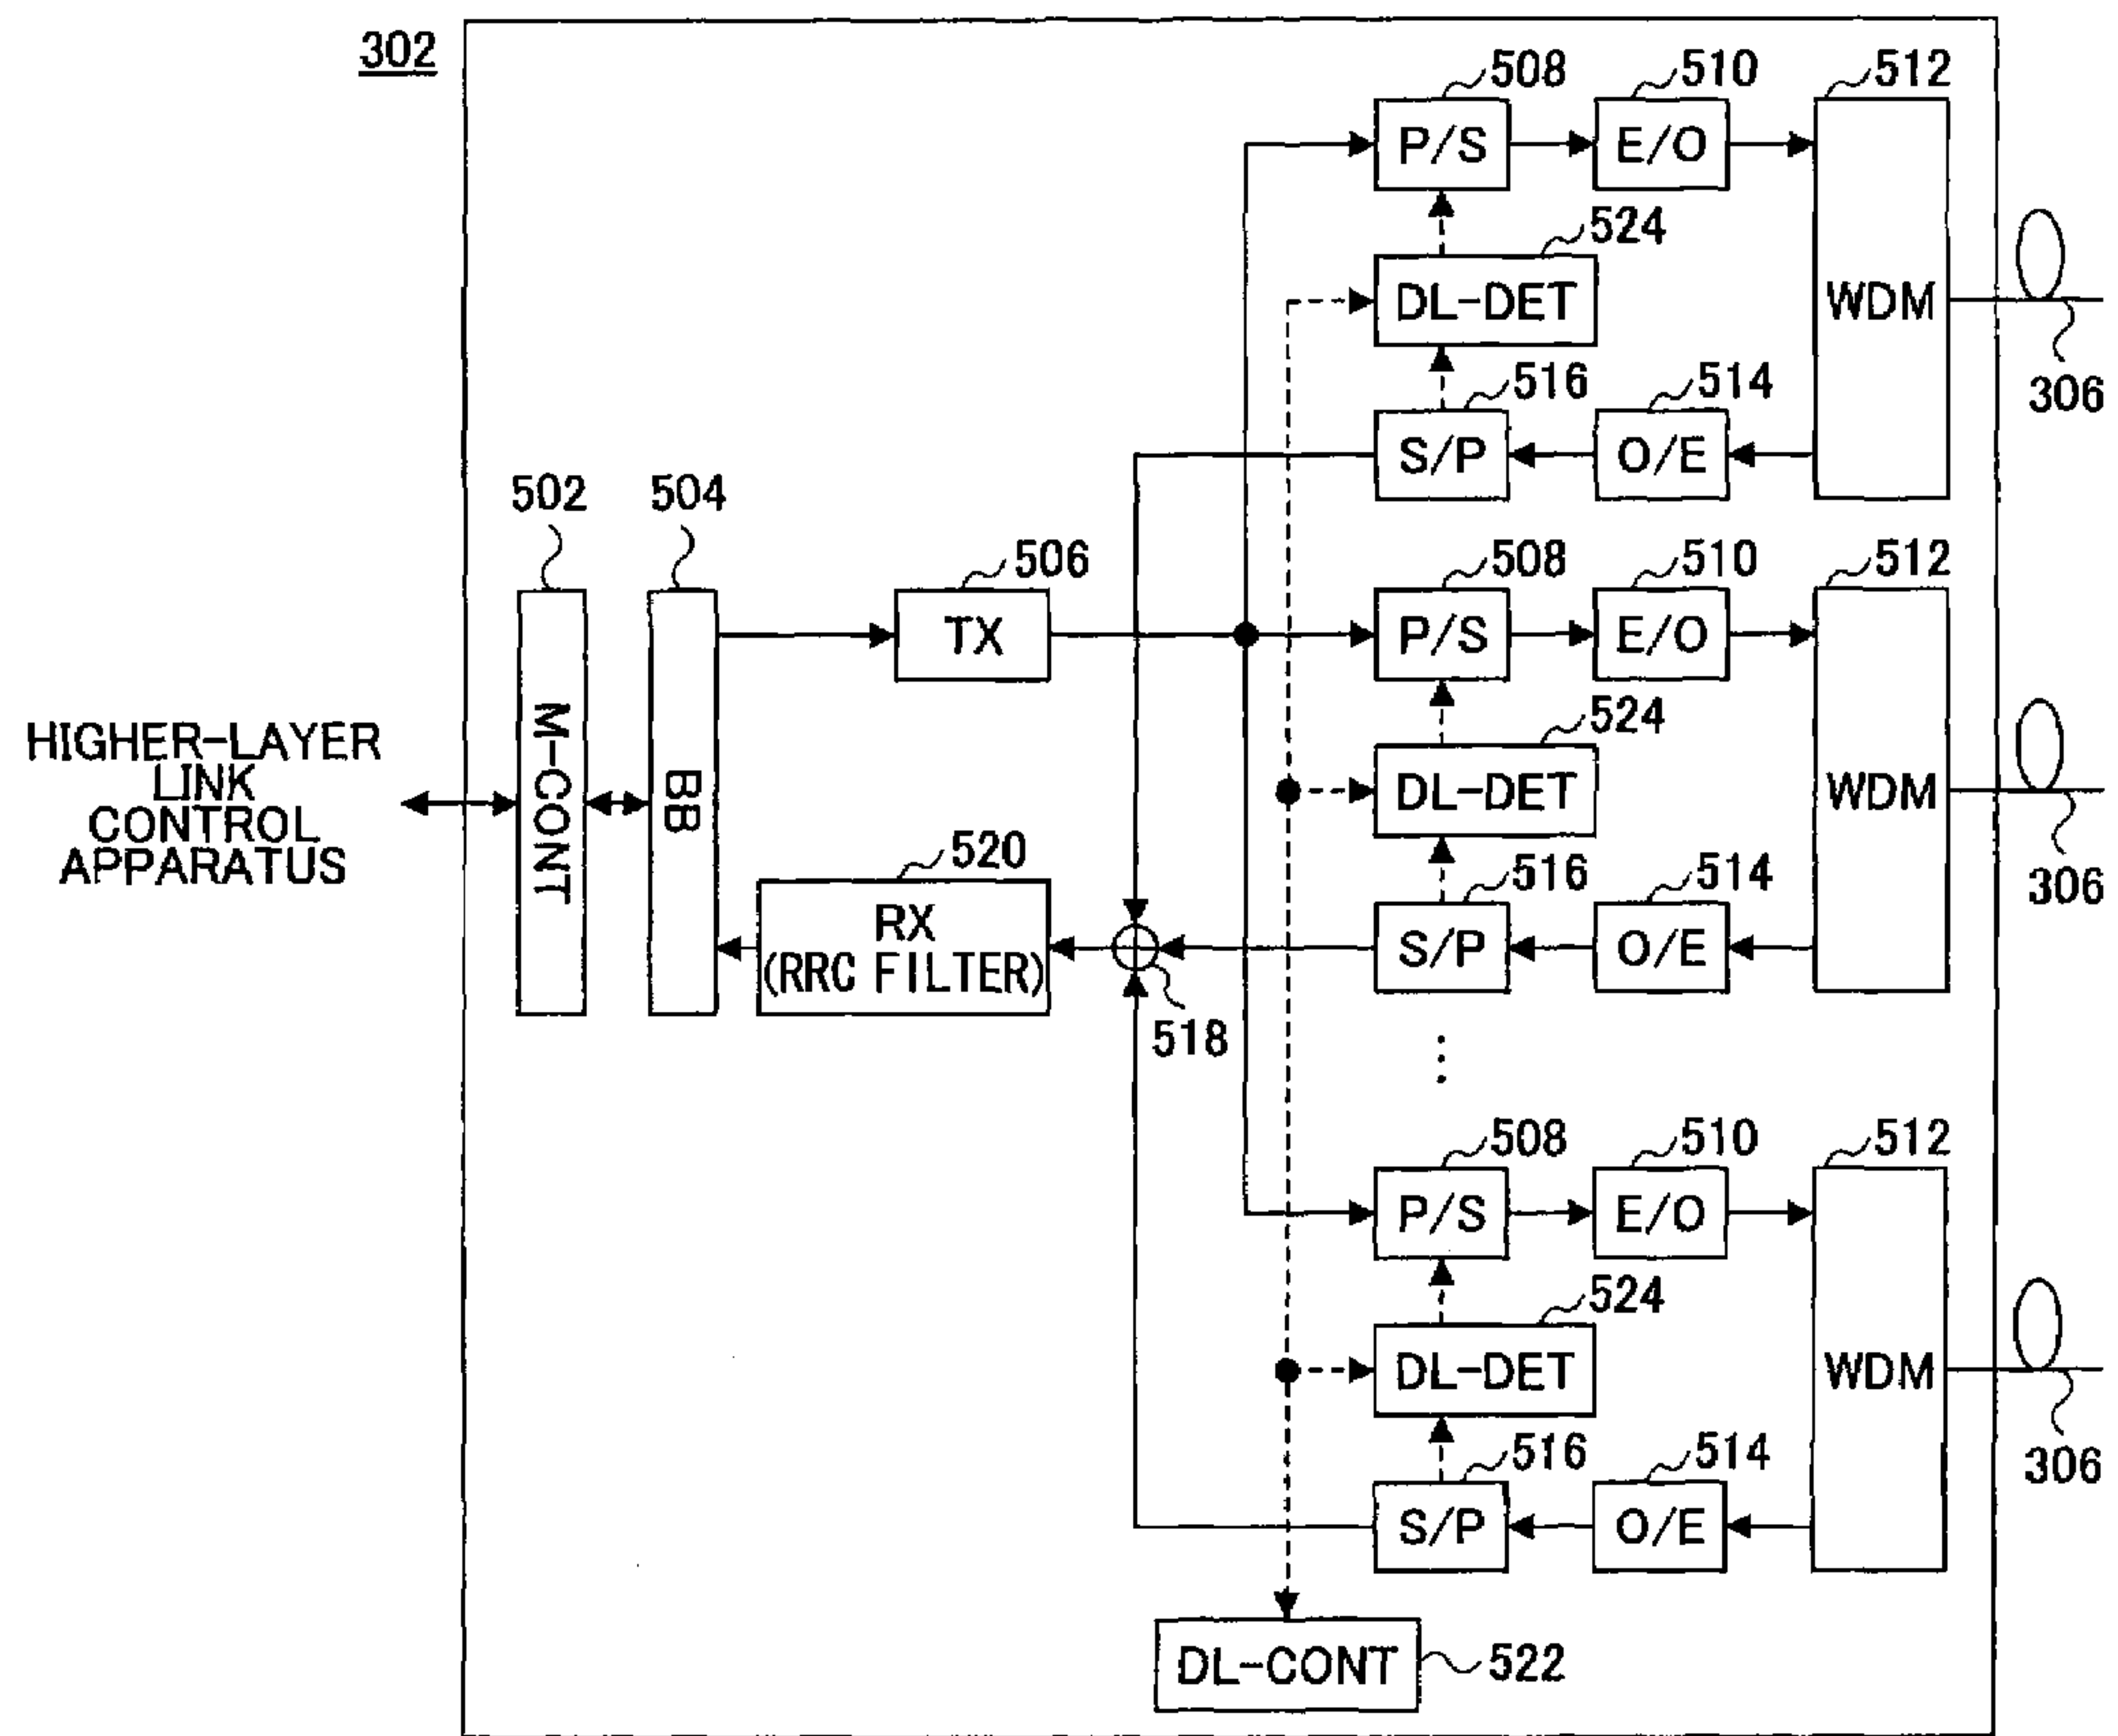 302
508
510
512
P/S
E/O
524
DL-DET
WDM
516
514
306
S/P
O/E
502
504
506
508
510
512
TX
P/S
E/O
M-CONT
BB
524
HIGHER-LAYER
LINK
CONTROL
APPARATUS
DL-DET
WDM
520
516
514
306
RX
(RRC FILTER)
S/P
O/E
518
⋮
508
510
512
P/S
E/O
524
DL-DET
WDM
516
514
306
S/P
O/E
DL-CONT
522